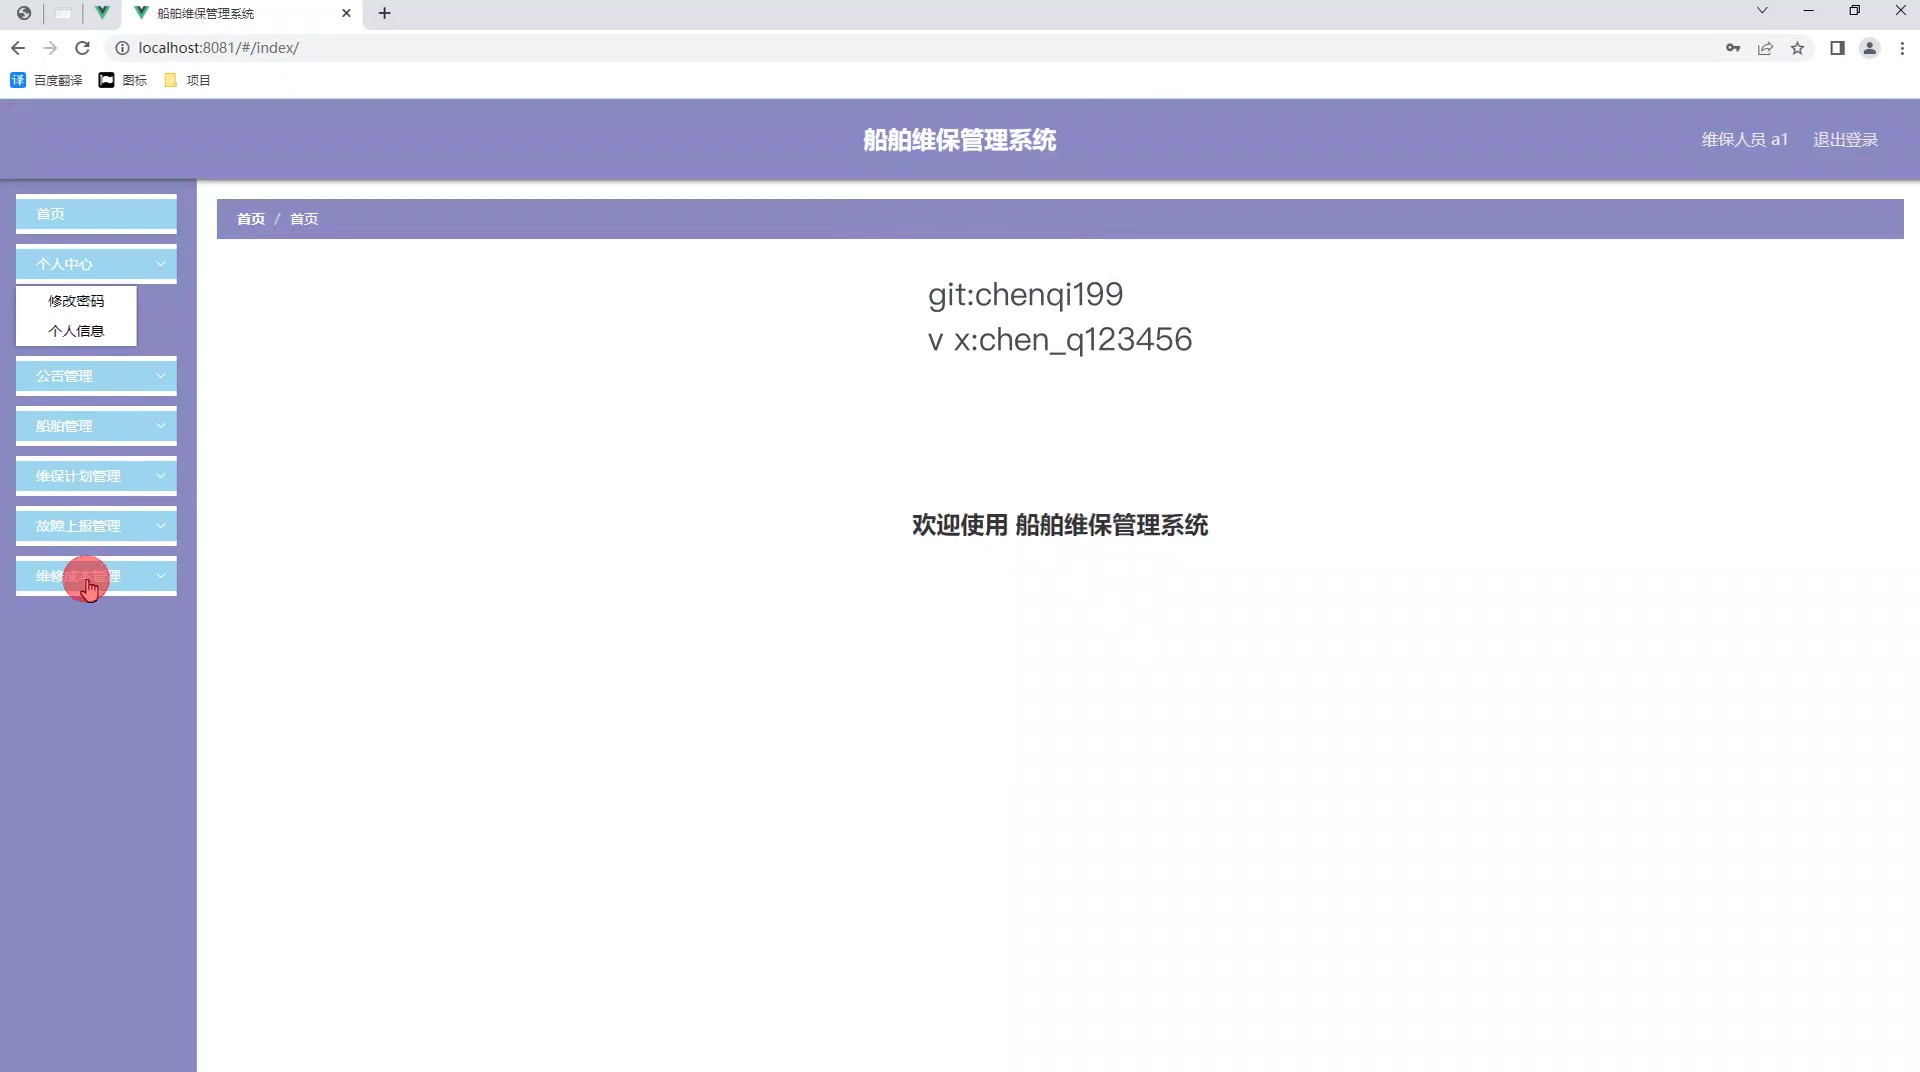 船舶维保管理系统
localhost:8081/#/index/
百度翻译 图标 项目
船舶维保管理系统
维保人员 a1 退出登录
首页
个人中心
修改密码
个人信息
公告管理
船舶管理
维保计划管理
故障上报管理
维修成本管理
首页 / 首页
git:chenqi199
v x:chen_q123456
欢迎使用 船舶维保管理系统